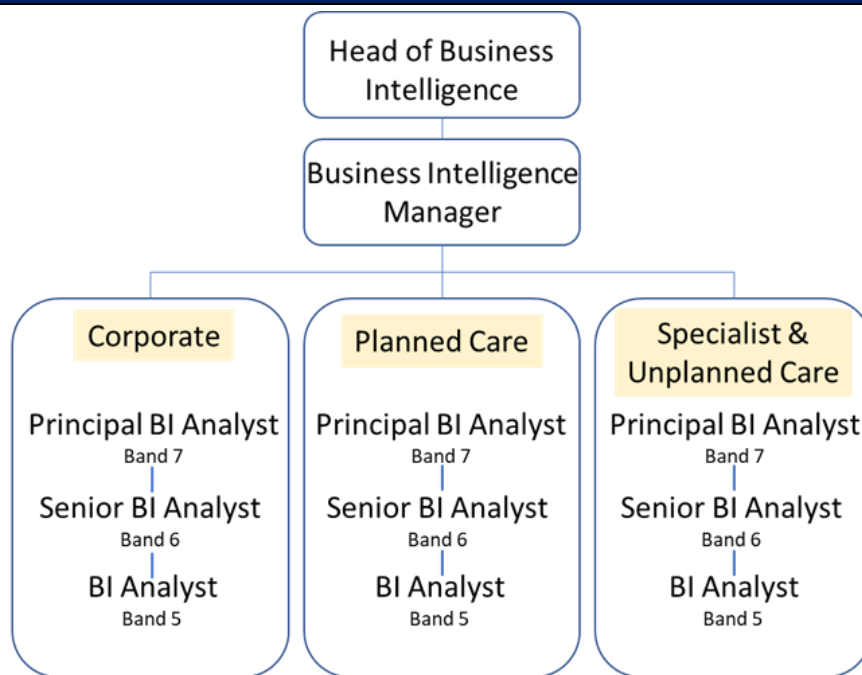 Head of Business
Intelligence
Business Intelligence
Manager
Corporate
Principal BI Analyst
Band 7
Senior BI Analyst
Band 6
BI Analyst
Band 5
Planned Care
Principal BI Analyst
Band 7
Senior BI Analyst
Band 6
BI Analyst
Band 5
Specialist &
Unplanned Care
Principal BI Analyst
Band 7
Senior BI Analyst
Band 6
BI Analyst
Band 5